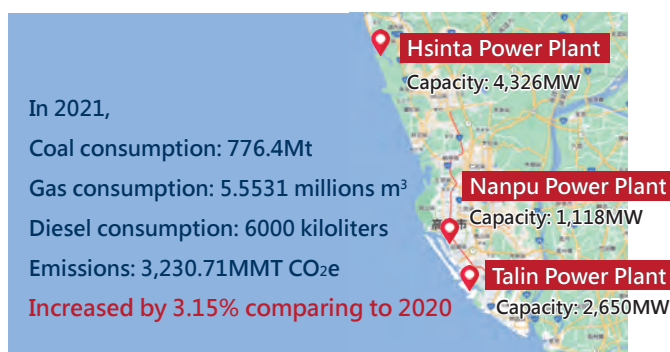 Hsinta Power Plant
Capacity: 4,326MW
In 2021,
Coal consumption: 776.4Mt
Gas consumption: 5.5531 millions m³
Diesel consumption: 6000 kiloliters
Emissions: 3,230.71MMT CO₂e
Increased by 3.15% comparing to 2020
Nanpu Power Plant
Capacity: 1,118MW
高 市
Talin Power Plant
Capacity: 2,650MW